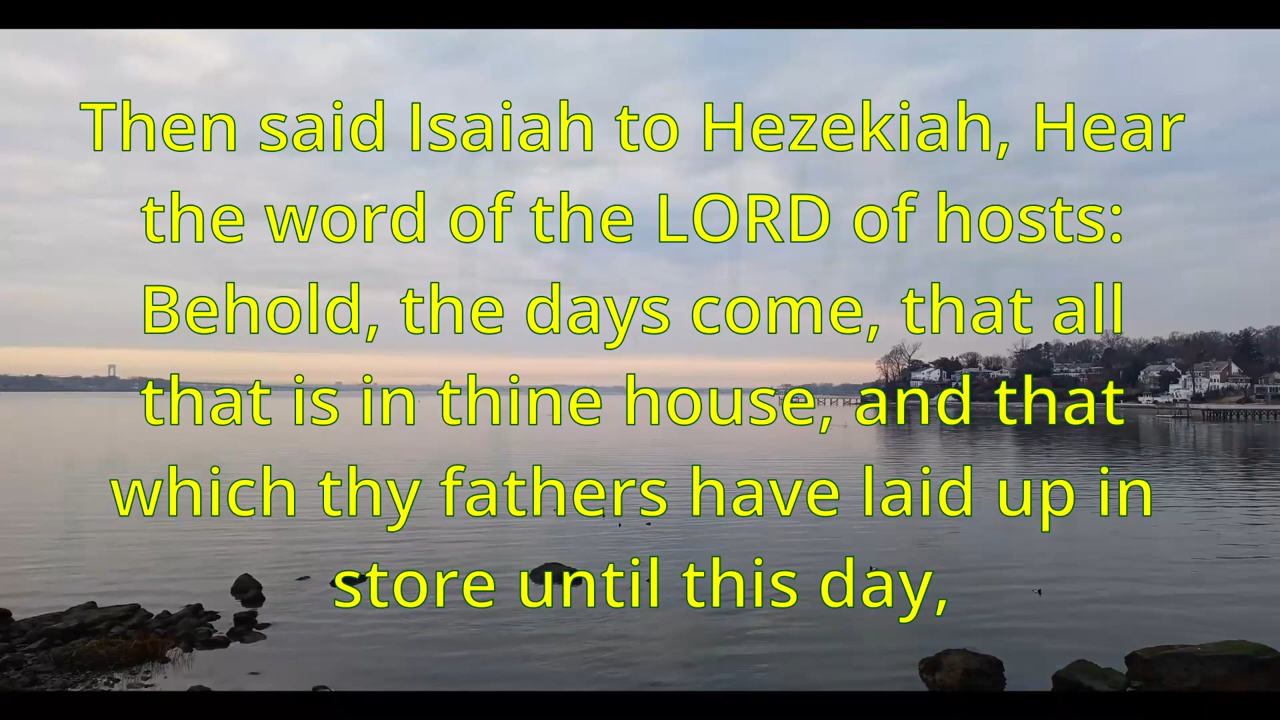 Then said Isaiah to Hezekiah, Hear
the word of the LORD of hosts:
Behold, the days come, that all
that is in thine house, and that
which thy fathers have laid up in
store until this day,